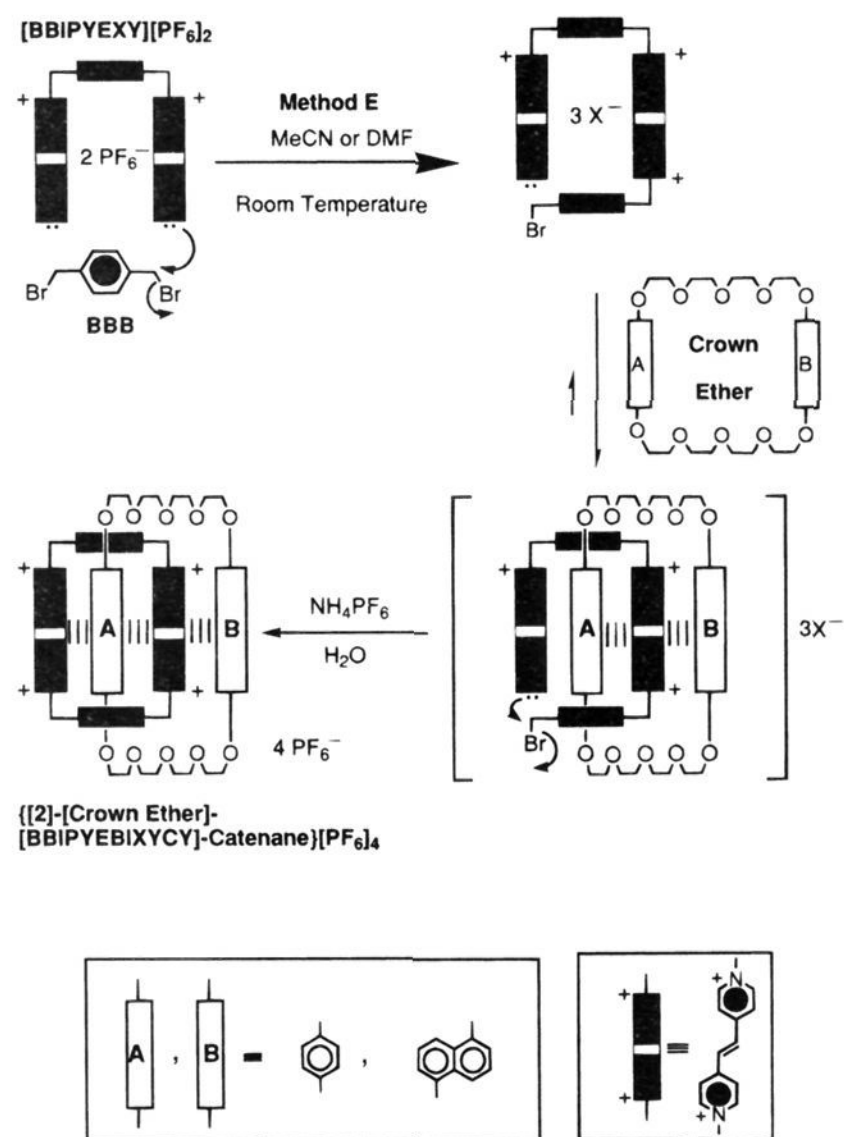 [BBIPYEXY][PF₆]₂
+
+
2 PF₆⁻
Br
Br
BBB
Method E
MeCN or DMF
Room Temperature
+
+
3 X⁻
+
Br
O O O O O
A
Crown
Ether
B
O O O O O
O O O O O
+
+
A
B
+
+
O O O O O
4 PF₆⁻
NH₄PF₆
H₂O
O O O O O
+
+
A
B
+
Br
O O O O O
3X⁻
{[2]-[Crown Ether]-
[BBIPYEBIXYCY]-Catenane}[PF₆]₄
A , B = ,
+
+
≡
+
N
+
N